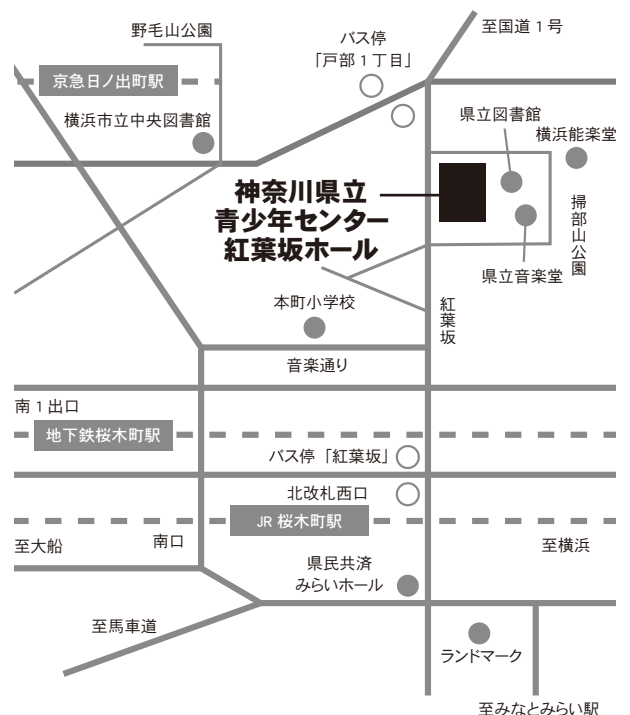 野毛山公園
至国道1号
バス停
「戸部1丁目」
京急日ノ出町駅
県立図書館
横浜市立中央図書館
横浜能楽堂
神奈川県立
青少年センター
紅葉坂ホール
掃部山公園
県立音楽堂
本町小学校
紅葉坂
音楽通り
南1出口
地下鉄桜木町駅
バス停「紅葉坂」
北改札西口
JR 桜木町駅
至大船
南口
至横浜
県民共済
みらいホール
至馬車道
ランドマーク
至みなとみらい駅